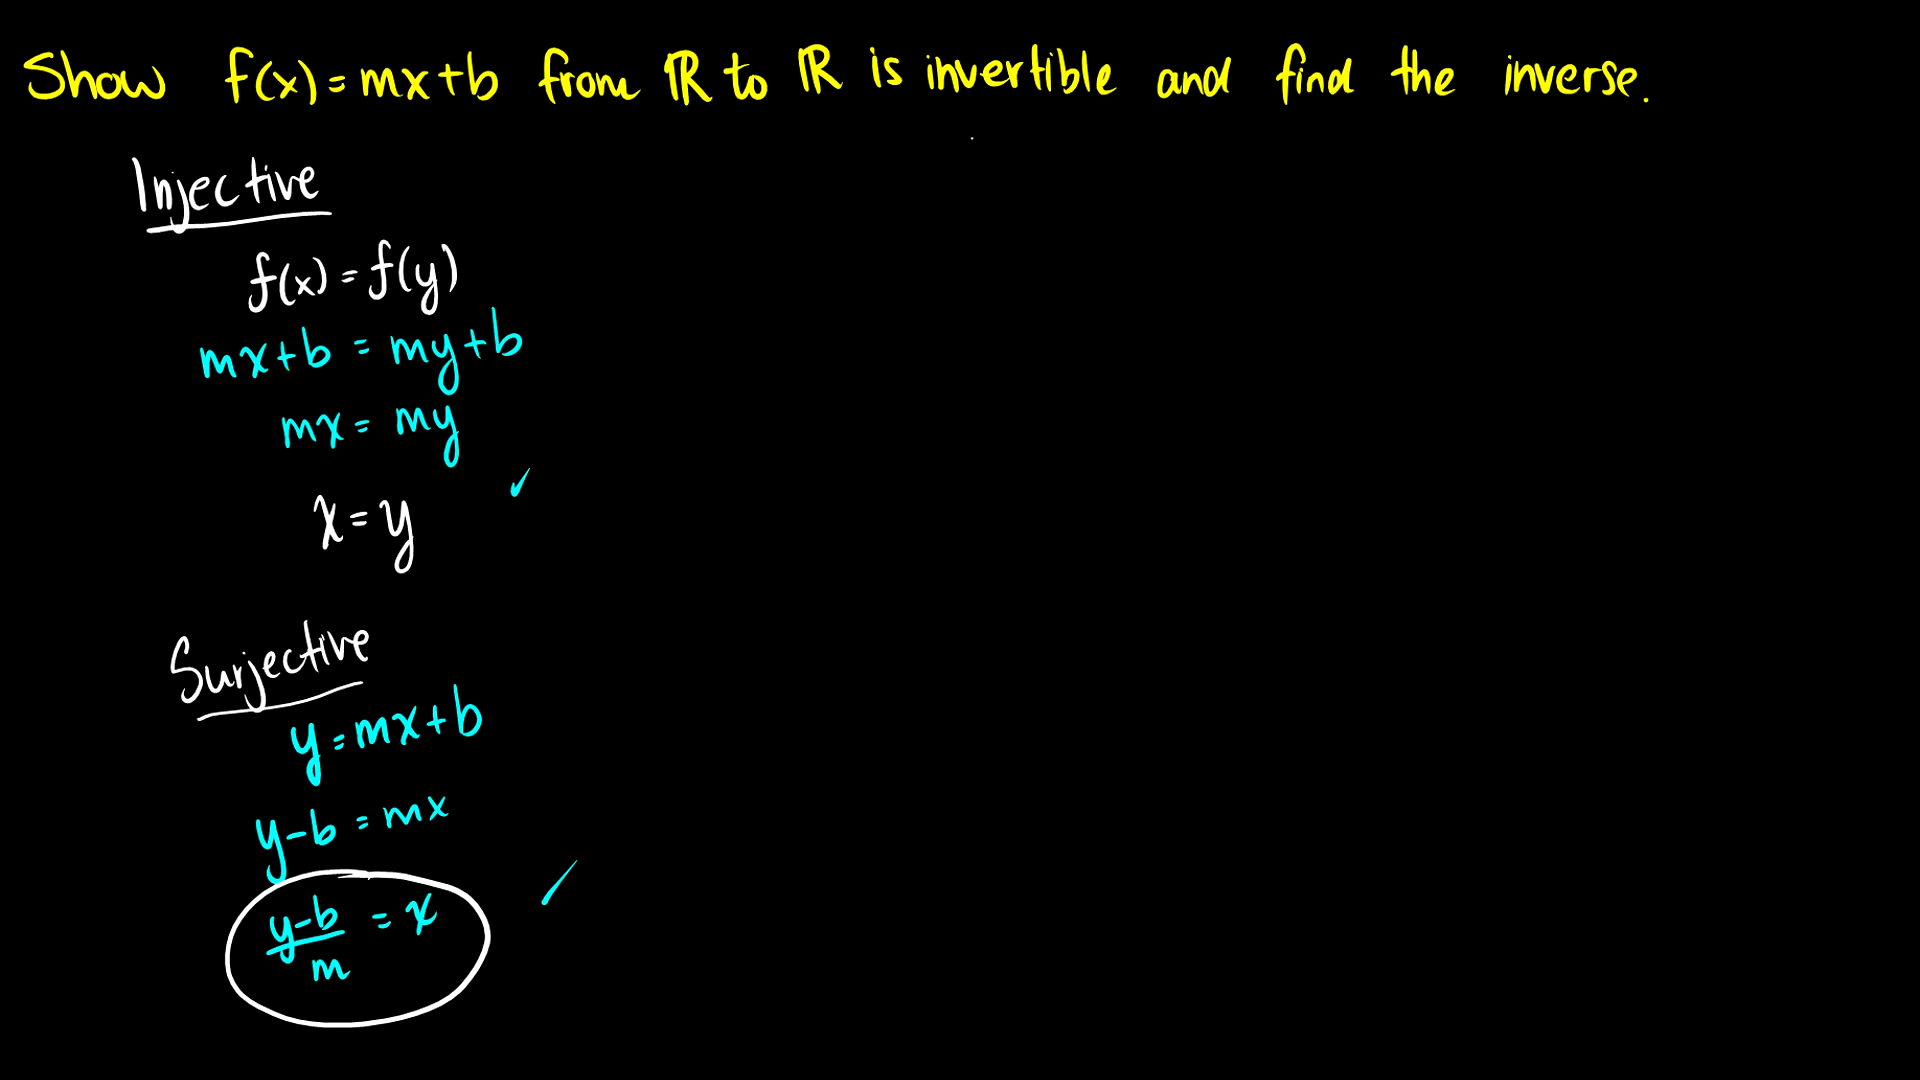 Show f(x)=mx+b from ℝ to ℝ is invertible and find the inverse.
Injective
f(x)=f(y)
mx+b=my+b
mx=my
x=y ✓
Surjective
y=mx+b
y-b=mx
(y-b)/m=x